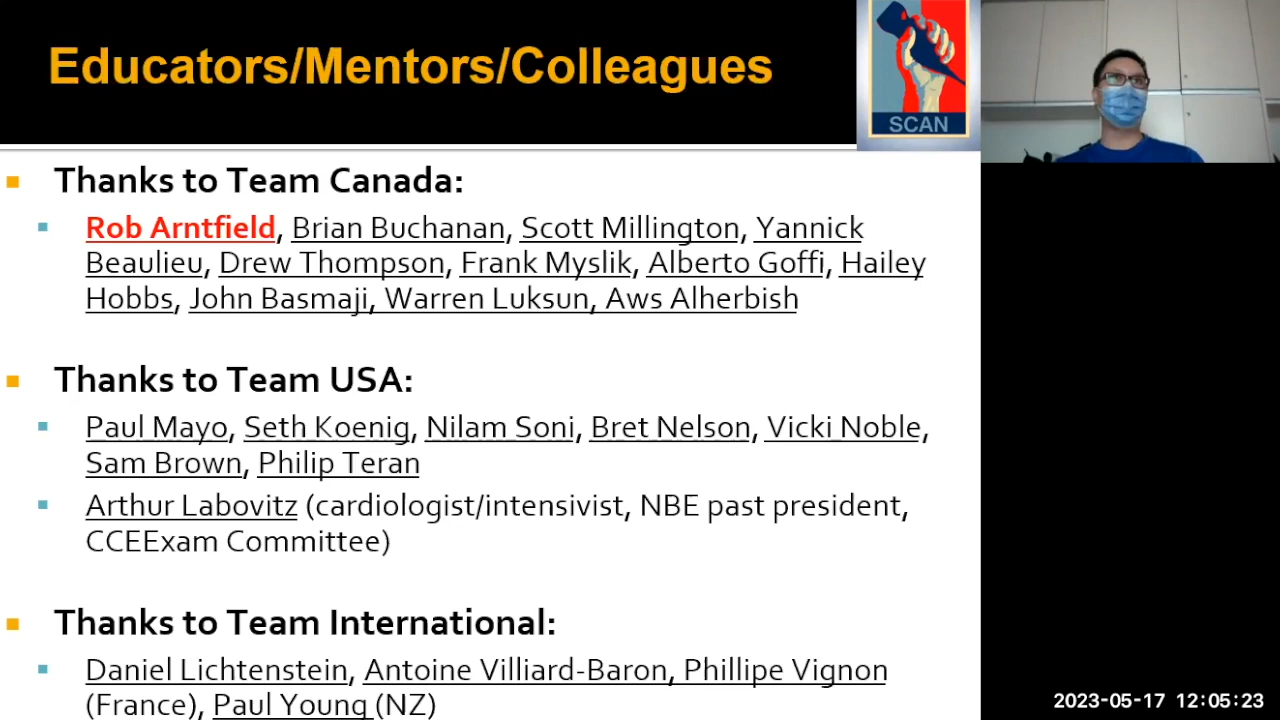 Educators/Mentors/Colleagues
SCAN
Thanks to Team Canada:
Rob Arntfield, Brian Buchanan, Scott Millington, Yannick
Beaulieu, Drew Thompson, Frank Myslik, Alberto Goffi, Hailey
Hobbs, John Basmaji, Warren Luksun, Aws Alherbish
Thanks to Team USA:
Paul Mayo, Seth Koenig, Nilam Soni, Bret Nelson, Vicki Noble,
Sam Brown, Philip Teran
Arthur Labovitz (cardiologist/intensivist, NBE past president,
CCEExam Committee)
Thanks to Team International:
Daniel Lichtenstein, Antoine Villiard-Baron, Phillipe Vignon
(France), Paul Young (NZ)
2023-05-17 12:05:23